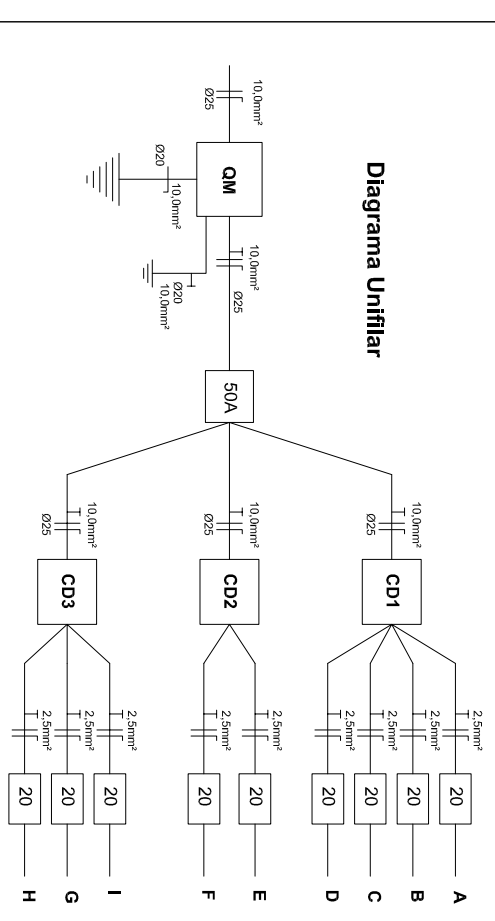 Diagrama Unifilar
10,0mm²
Ø25
QM
Ø20
10,0mm²
Ø20
10,0mm²
10,0mm²
Ø25
50A
10,0mm²
Ø25
CD1
2,5mm²
20
A
2,5mm²
20
B
2,5mm²
20
C
2,5mm²
20
D
10,0mm²
Ø25
CD2
2,5mm²
20
E
2,5mm²
20
F
10,0mm²
Ø25
CD3
2,5mm²
20
I
2,5mm²
20
G
2,5mm²
20
H